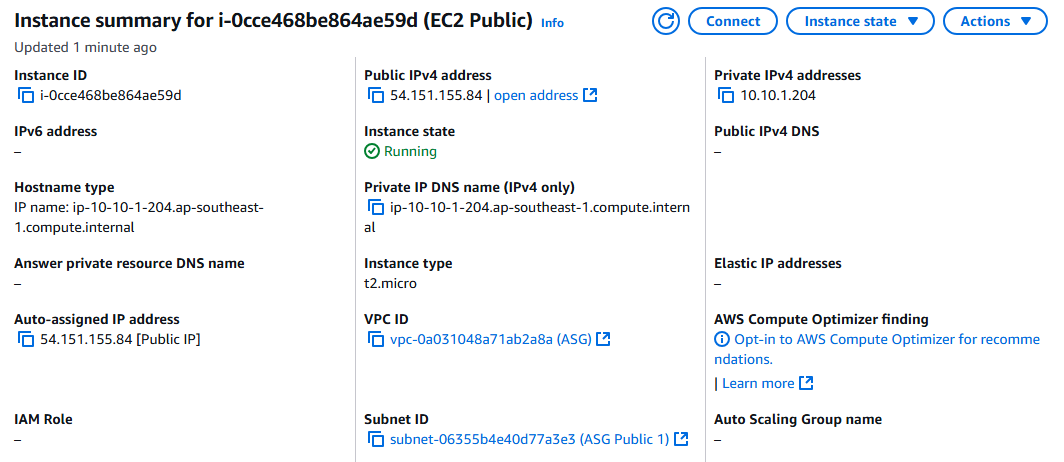 Instance summary for i-0cce468be864ae59d (EC2 Public) Info
Connect
Instance state
Actions
Updated 1 minute ago
Instance ID
i-0cce468be864ae59d
Public IPv4 address
54.151.155.84 | open address
Private IPv4 addresses
10.10.1.204
IPv6 address
–
Instance state
Running
Public IPv4 DNS
–
Hostname type
IP name: ip-10-10-1-204.ap-southeast-
1.compute.internal
Private IP DNS name (IPv4 only)
ip-10-10-1-204.ap-southeast-1.compute.intern
al
Answer private resource DNS name
–
Instance type
t2.micro
Elastic IP addresses
–
Auto-assigned IP address
54.151.155.84 [Public IP]
VPC ID
vpc-0a031048a71ab2a8a (ASG)
AWS Compute Optimizer finding
Opt-in to AWS Compute Optimizer for recomme
ndations.
| Learn more
IAM Role
–
Subnet ID
subnet-06355b4e40d77a3e3 (ASG Public 1)
Auto Scaling Group name
–